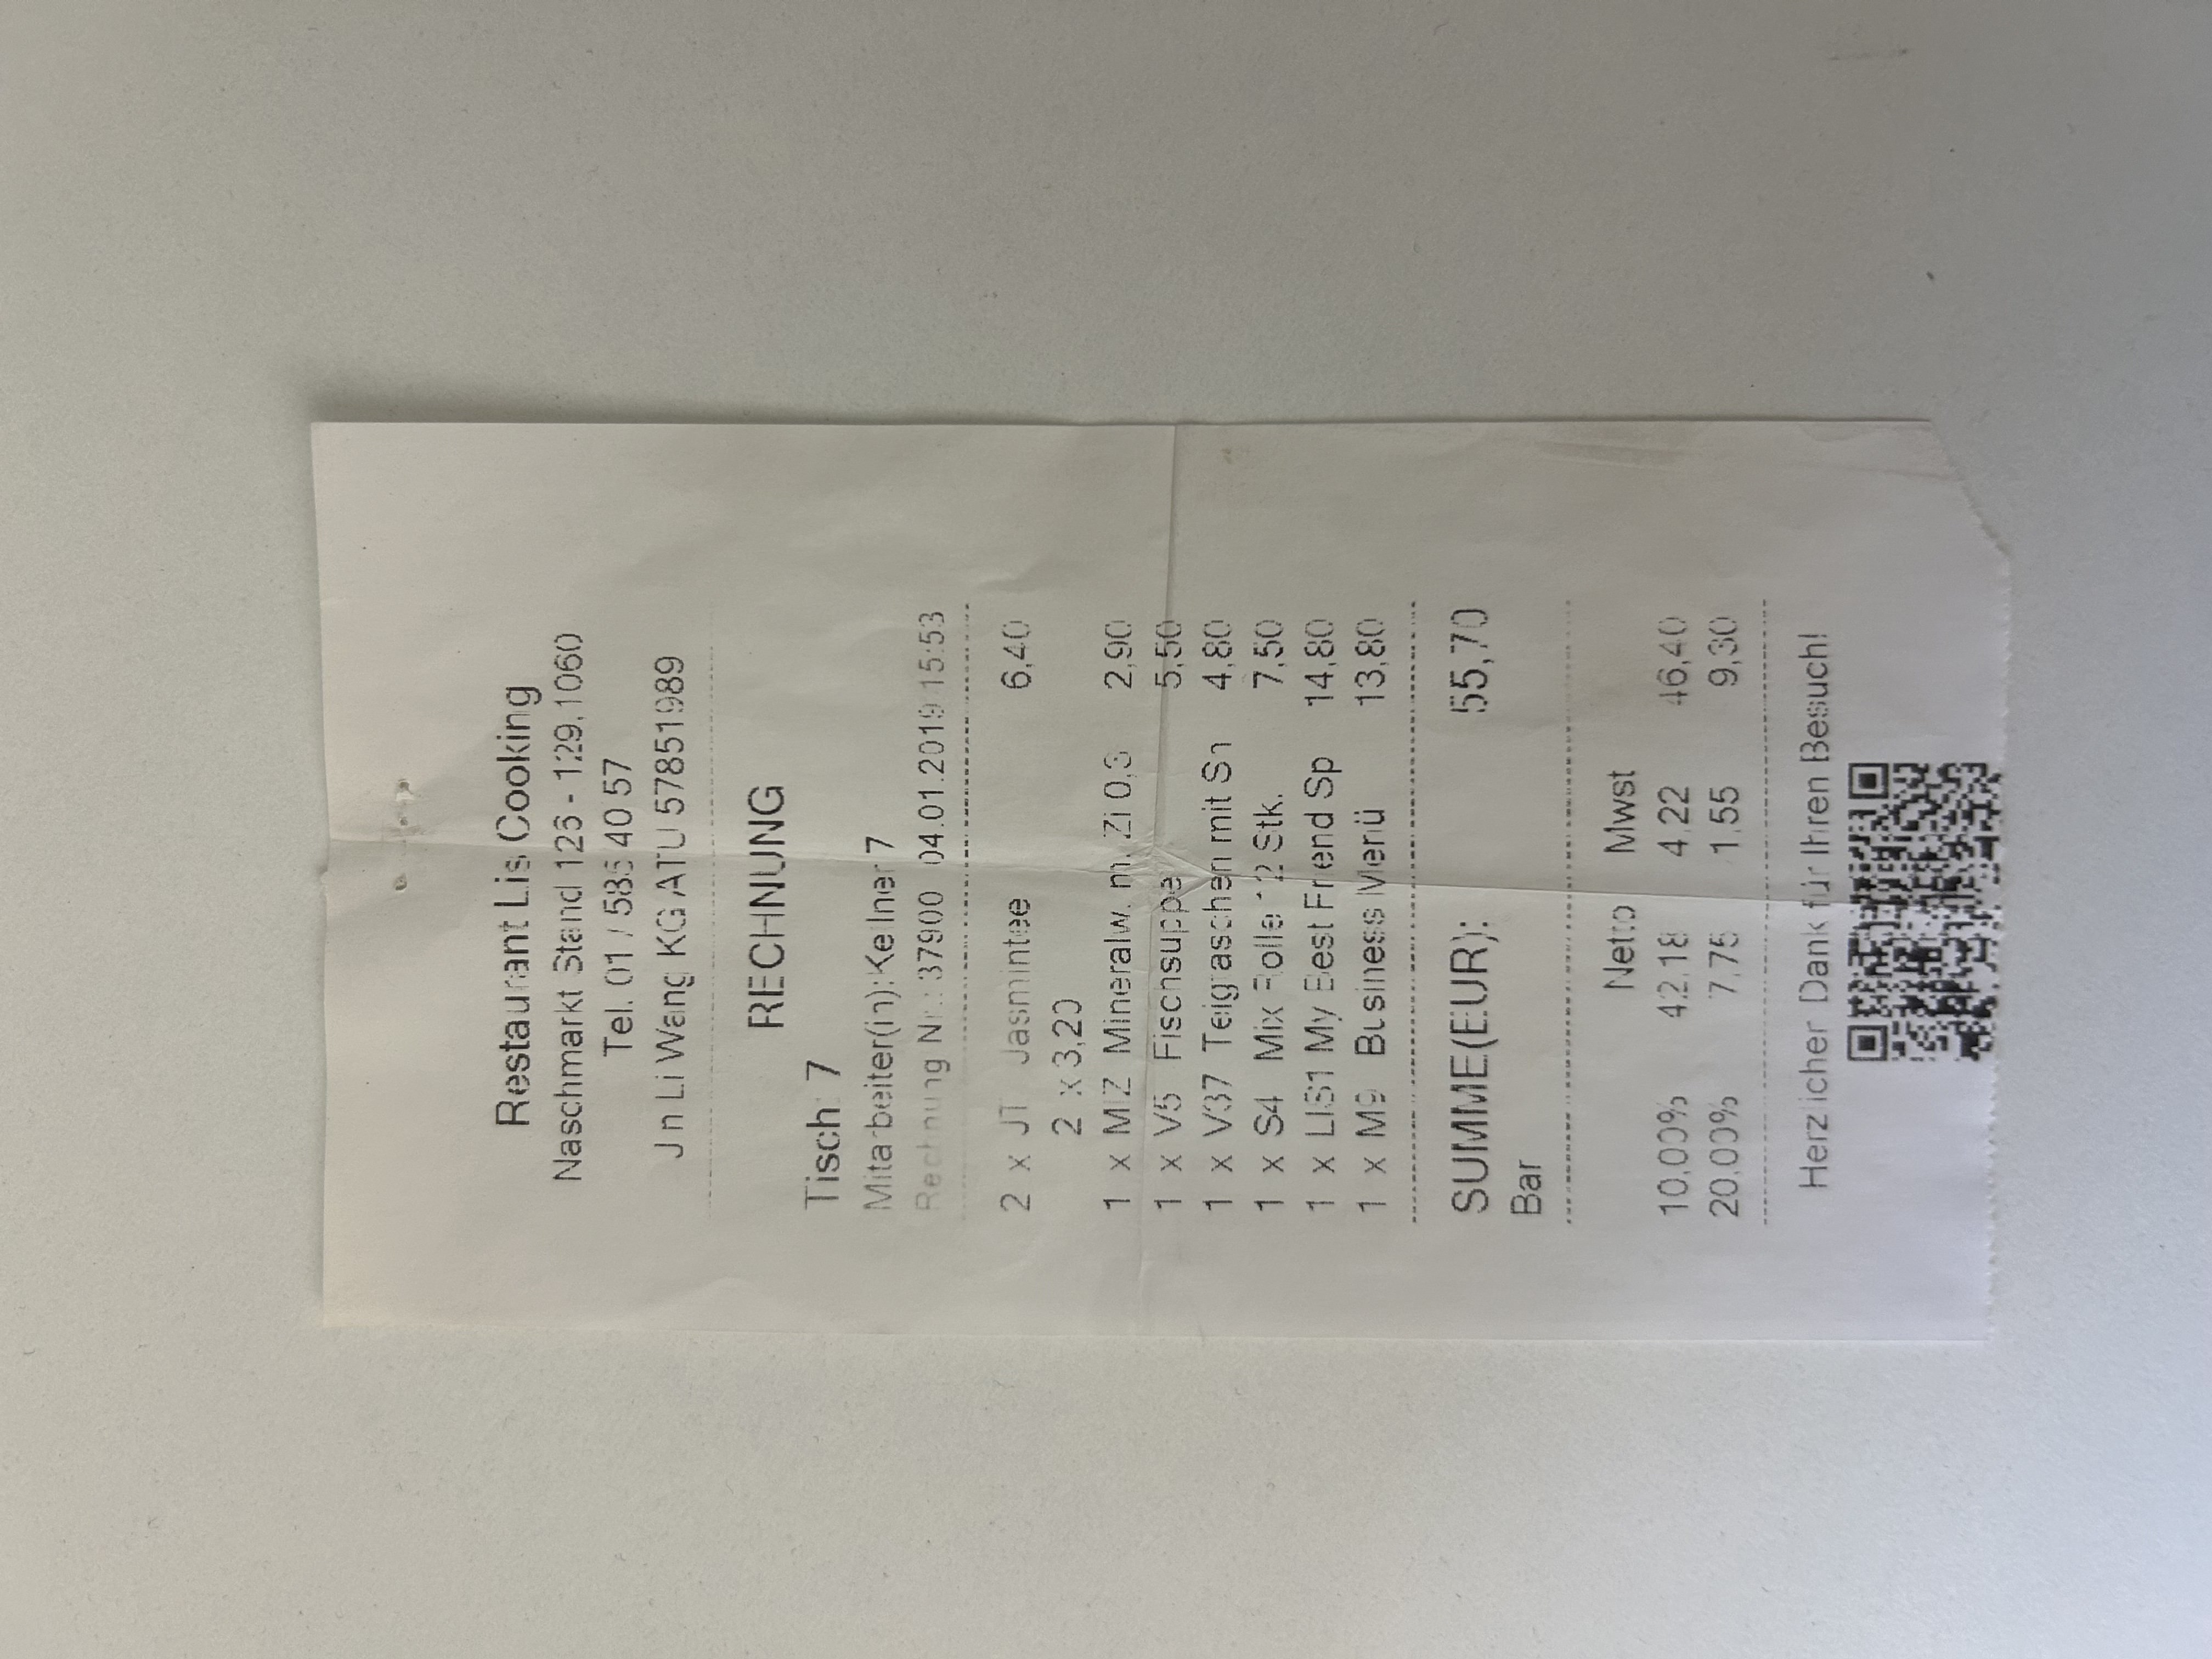 Restaurant Lis Cooking
Naschmarkt Stand 126 - 129,1060
Tel. 01 / 586 40 57
Jin Li Wang KG ATU 57851989
RECHNUNG
Tisch: 7
Mitarbeiter(in):Kellner 7
Rechnung Nr.: 37900 04.01.2019 15:53
2 x JT Jasmintee 6,40
2 x 3,20
1 x MIZ Mineralw. m. Zi 0,3 2,90
1 x V5 Fischsuppe 5,50
1 x V37 Teigtaschen mit Sh 4,80
1 x S4 Mix Rolle 12 Stk. 7,50
1 x LIS1 My Best Friend Sp 14,80
1 x M9 Business Menü 13,80
SUMME(EUR): 55,70
Bar
Netto Mwst
10,00% 42,18 4,22 46,40
20,00% 7,75 1,55 9,30
Herzlichen Dank für Ihren Besuch!